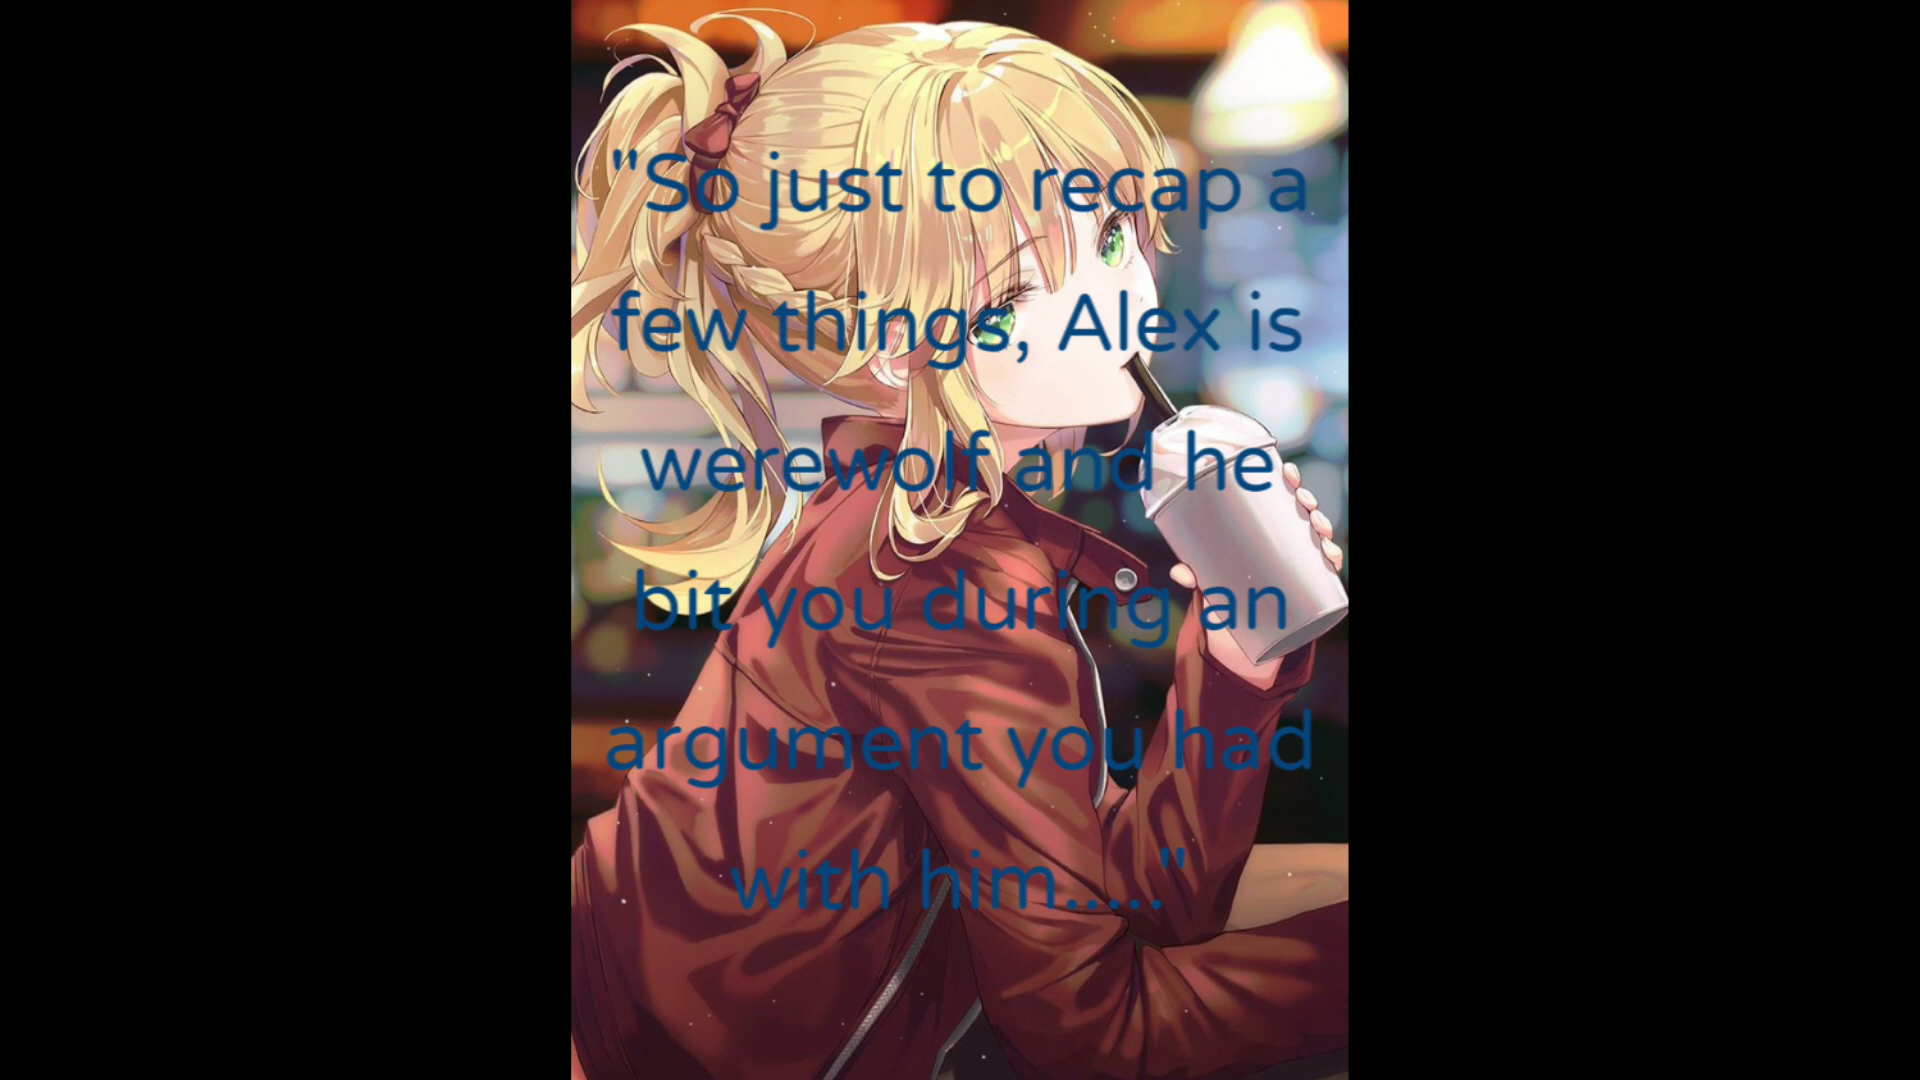 "So just to recap a
few things, Alex is
werewolf and he
bit you during an
argument you had
with him....."